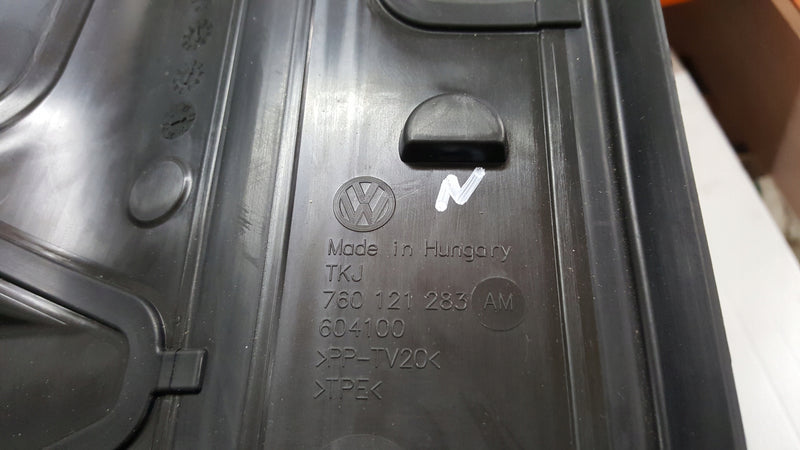 N
Made in Hungary
TKJ
760 121 283 AM
604100
>PP-TV20<
>TPE<